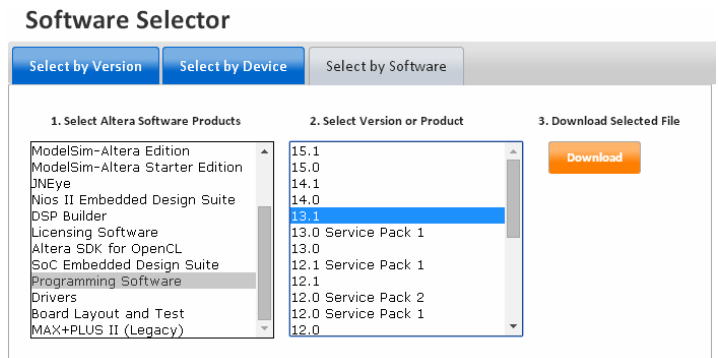 Software Selector
Select by Version
Select by Device
Select by Software
1. Select Altera Software Products
2. Select Version or Product
3. Download Selected File
ModelSim-Altera Edition
ModelSim-Altera Starter Edition
JNEye
Nios II Embedded Design Suite
DSP Builder
Licensing Software
Altera SDK for OpenCL
SoC Embedded Design Suite
Programming Software
Drivers
Board Layout and Test
MAX+PLUS II (Legacy)
15.1
15.0
14.1
14.0
13.1
13.0 Service Pack 1
13.0
12.1 Service Pack 1
12.1
12.0 Service Pack 2
12.0 Service Pack 1
12.0
Download